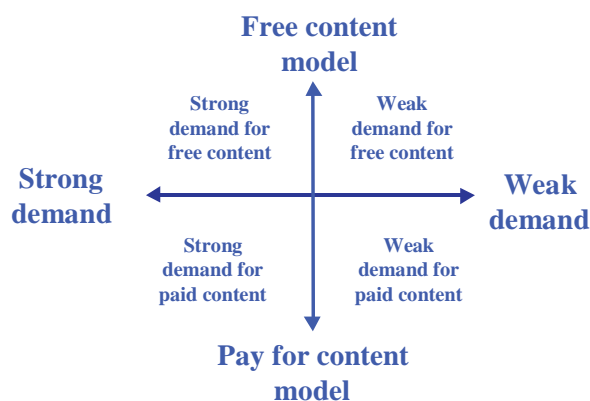 Free content
model
Strong
demand for
free content
Weak
demand for
free content
Strong
demand
Weak
demand
Strong
demand for
paid content
Weak
demand for
paid content
Pay for content
model